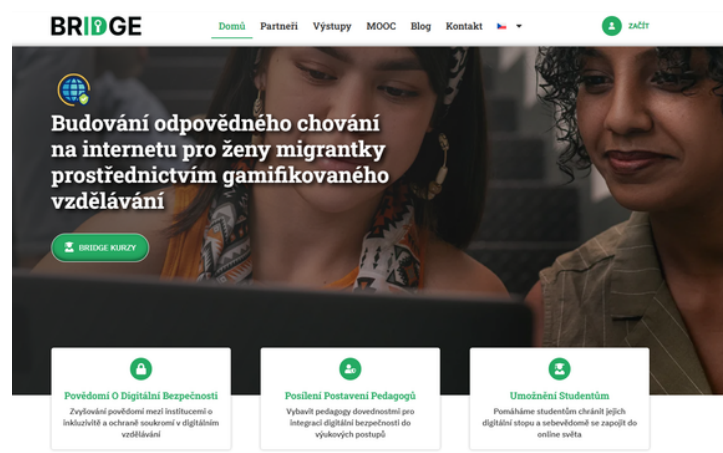 BRIDGE
Domů Partneři Výstupy MOOC Blog Kontakt
ZAČÍT
Budování odpovědného chování
na internetu pro ženy migrantky
prostřednictvím gamifikovaného
vzdělávání
BRIDGE KURZY
Povědomí O Digitální Bezpečnosti
Zvyšování povědomí mezi institucemi o
inkluzivitě a ochraně soukromí v digitálním
vzdělávání
Posílení Postavení Pedagogů
Vybavit pedagogy dovednostmi pro
integraci digitální bezpečnosti do
výukových postupů
Umožnění Studentům
Pomáháme studentům chránit jejich
digitální stopu a sebevědomě se zapojit do
online světa